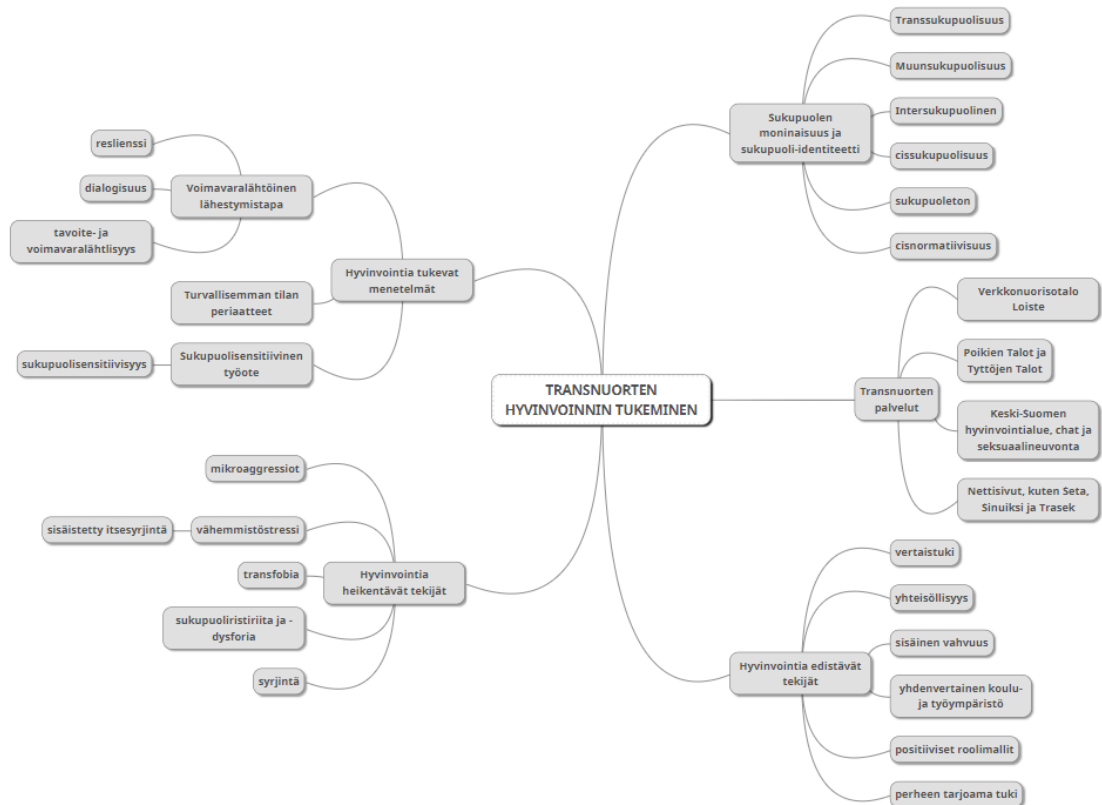 TRANSNUORTEN
HYVINVOINNIN TUKEMINEN
Sukupuolen
moninaisuus ja
sukupuoli-identiteetti
Transsukupuolisuus
Muunsukupuolisuus
Intersukupuolinen
cissukupuolisuus
sukupuoleton
cisnormatiivisuus
Transnuorten
palvelut
Verkkonuorisotalo
Loiste
Poikien Talot ja
Tyttöjen Talot
Keski-Suomen
hyvinvointialue, chat ja
seksuaalineuvonta
Nettisivut, kuten Seta,
Sinuiksi ja Trasek
Hyvinvointia edistävät
tekijät
vertaistuki
yhteisöllisyys
sisäinen vahvuus
yhdenvertainen koulu-
ja työympäristö
positiiviset roolimallit
perheen tarjoama tuki
Hyvinvointia tukevat
menetelmät
Voimavaralähtöinen
lähestymistapa
reslienssi
dialogisuus
tavoite- ja
voimavaralähtlisyys
Turvallisemman tilan
periaatteet
Sukupuolisensitiivinen
työote
sukupuolisensitiivisyys
Hyvinvointia
heikentävät tekijät
mikroaggressiot
vähemmistöstressi
sisäistetty itsesyrjintä
transfobia
sukupuoliristiriita ja -
dysforia
syrjintä